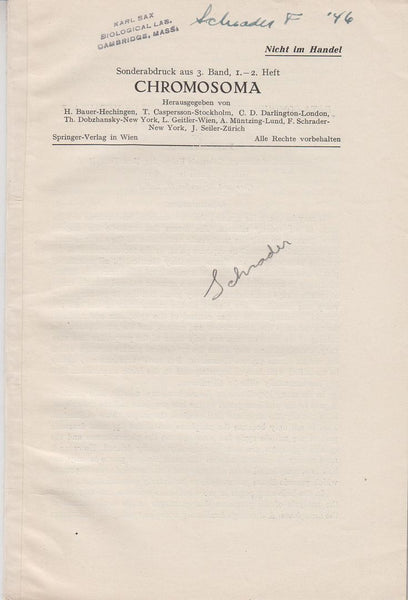 KARL SAX
BIOLOGICAL LAB.
CAMBRIDGE, MASS.
Schrader F '46
Nicht im Handel
Sonderabdruck aus 3. Band, 1.—2. Heft
CHROMOSOMA
Herausgegeben von
H. Bauer-Hechingen, T. Caspersson-Stockholm, C. D. Darlington-London,
Th. Dobzhansky-New York, L. Geitler-Wien, A. Müntzing-Lund, F. Schrader-
New York, J. Seiler-Zürich
Springer-Verlag in Wien Alle Rechte vorbehalten
Schrader